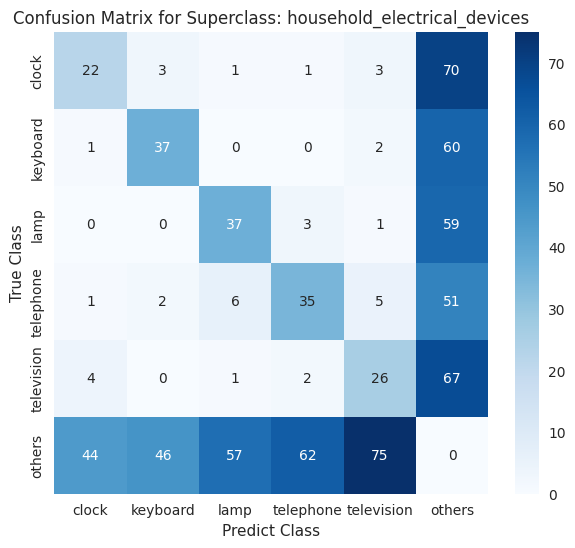 Confusion Matrix for Superclass: household_electrical_devices
True Class
clock 22 3 1 1 3 70
keyboard 1 37 0 0 2 60
lamp 0 0 37 3 1 59
telephone 1 2 6 35 5 51
television 4 0 1 2 26 67
others 44 46 57 62 75 0
clock keyboard lamp telephone television others
Predict Class
70
60
50
40
30
20
10
0